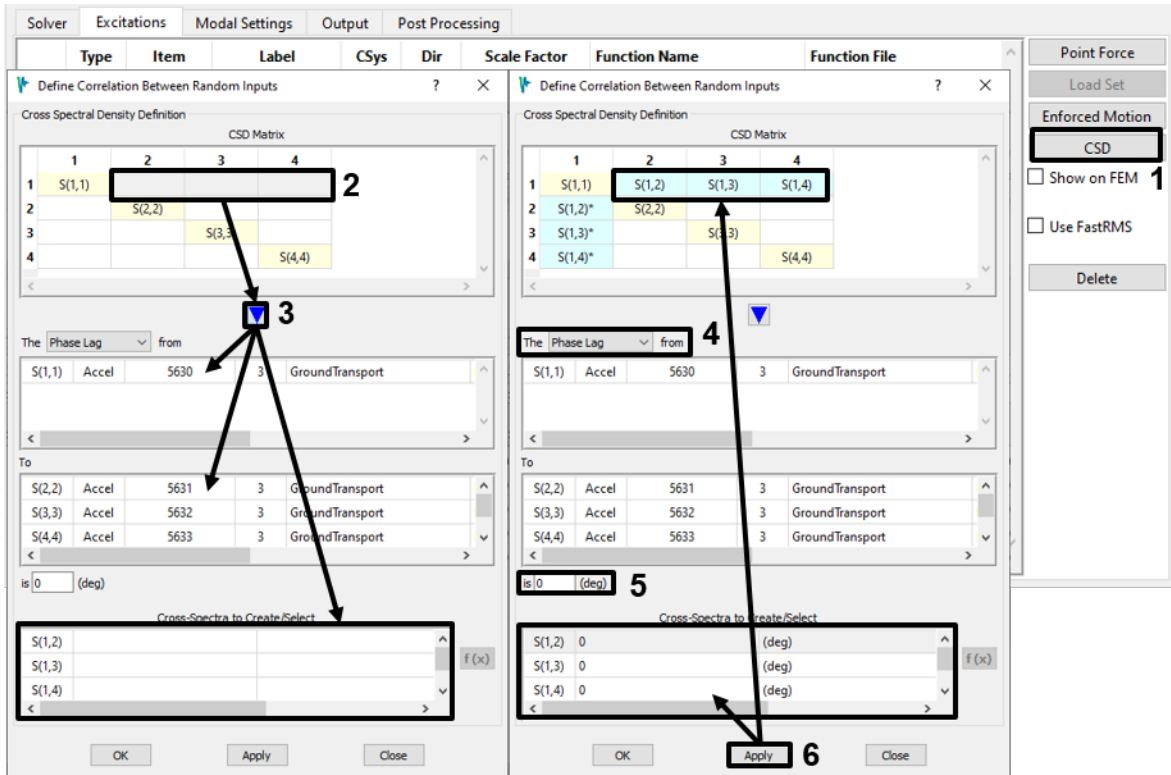 Solver Excitations Modal Settings Output Post Processing
Type Item Label CSys Dir Scale Factor Function Name Function File
Point Force
Load Set
Enforced Motion
CSD
1
Show on FEM
Use FastRMS
Delete
Define Correlation Between Random Inputs ? ×
Cross Spectral Density Definition
CSD Matrix
1 2 3 4
1 S(1,1) 2
2 S(2,2)
3 S(3,3
4 S(4,4)
3
The Phase Lag from
S(1,1) Accel 5630 3 GroundTransport
To
S(2,2) Accel 5631 3 GroundTransport
S(3,3) Accel 5632 3 GroundTransport
S(4,4) Accel 5633 3 GroundTransport
is 0 (deg)
Cross-Spectra to Create/Select
S(1,2)
S(1,3)
S(1,4)
f (x)
OK Apply Close
Define Correlation Between Random Inputs ? ×
Cross Spectral Density Definition
CSD Matrix
1 2 3 4
1 S(1,1) S(1,2) S(1,3) S(1,4)
2 S(1,2)* S(2,2)
3 S(1,3)* S(3,3)
4 S(1,4)* S(4,4)
The Phase Lag from 4
S(1,1) Accel 5630 3 GroundTransport
To
S(2,2) Accel 5631 3 GroundTransport
S(3,3) Accel 5632 3 GroundTransport
S(4,4) Accel 5633 3 GroundTransport
is 0 (deg) 5
Cross-Spectra to Create/Select
S(1,2) 0 (deg)
S(1,3) 0 (deg)
S(1,4) 0 (deg)
f (x)
OK Apply 6 Close